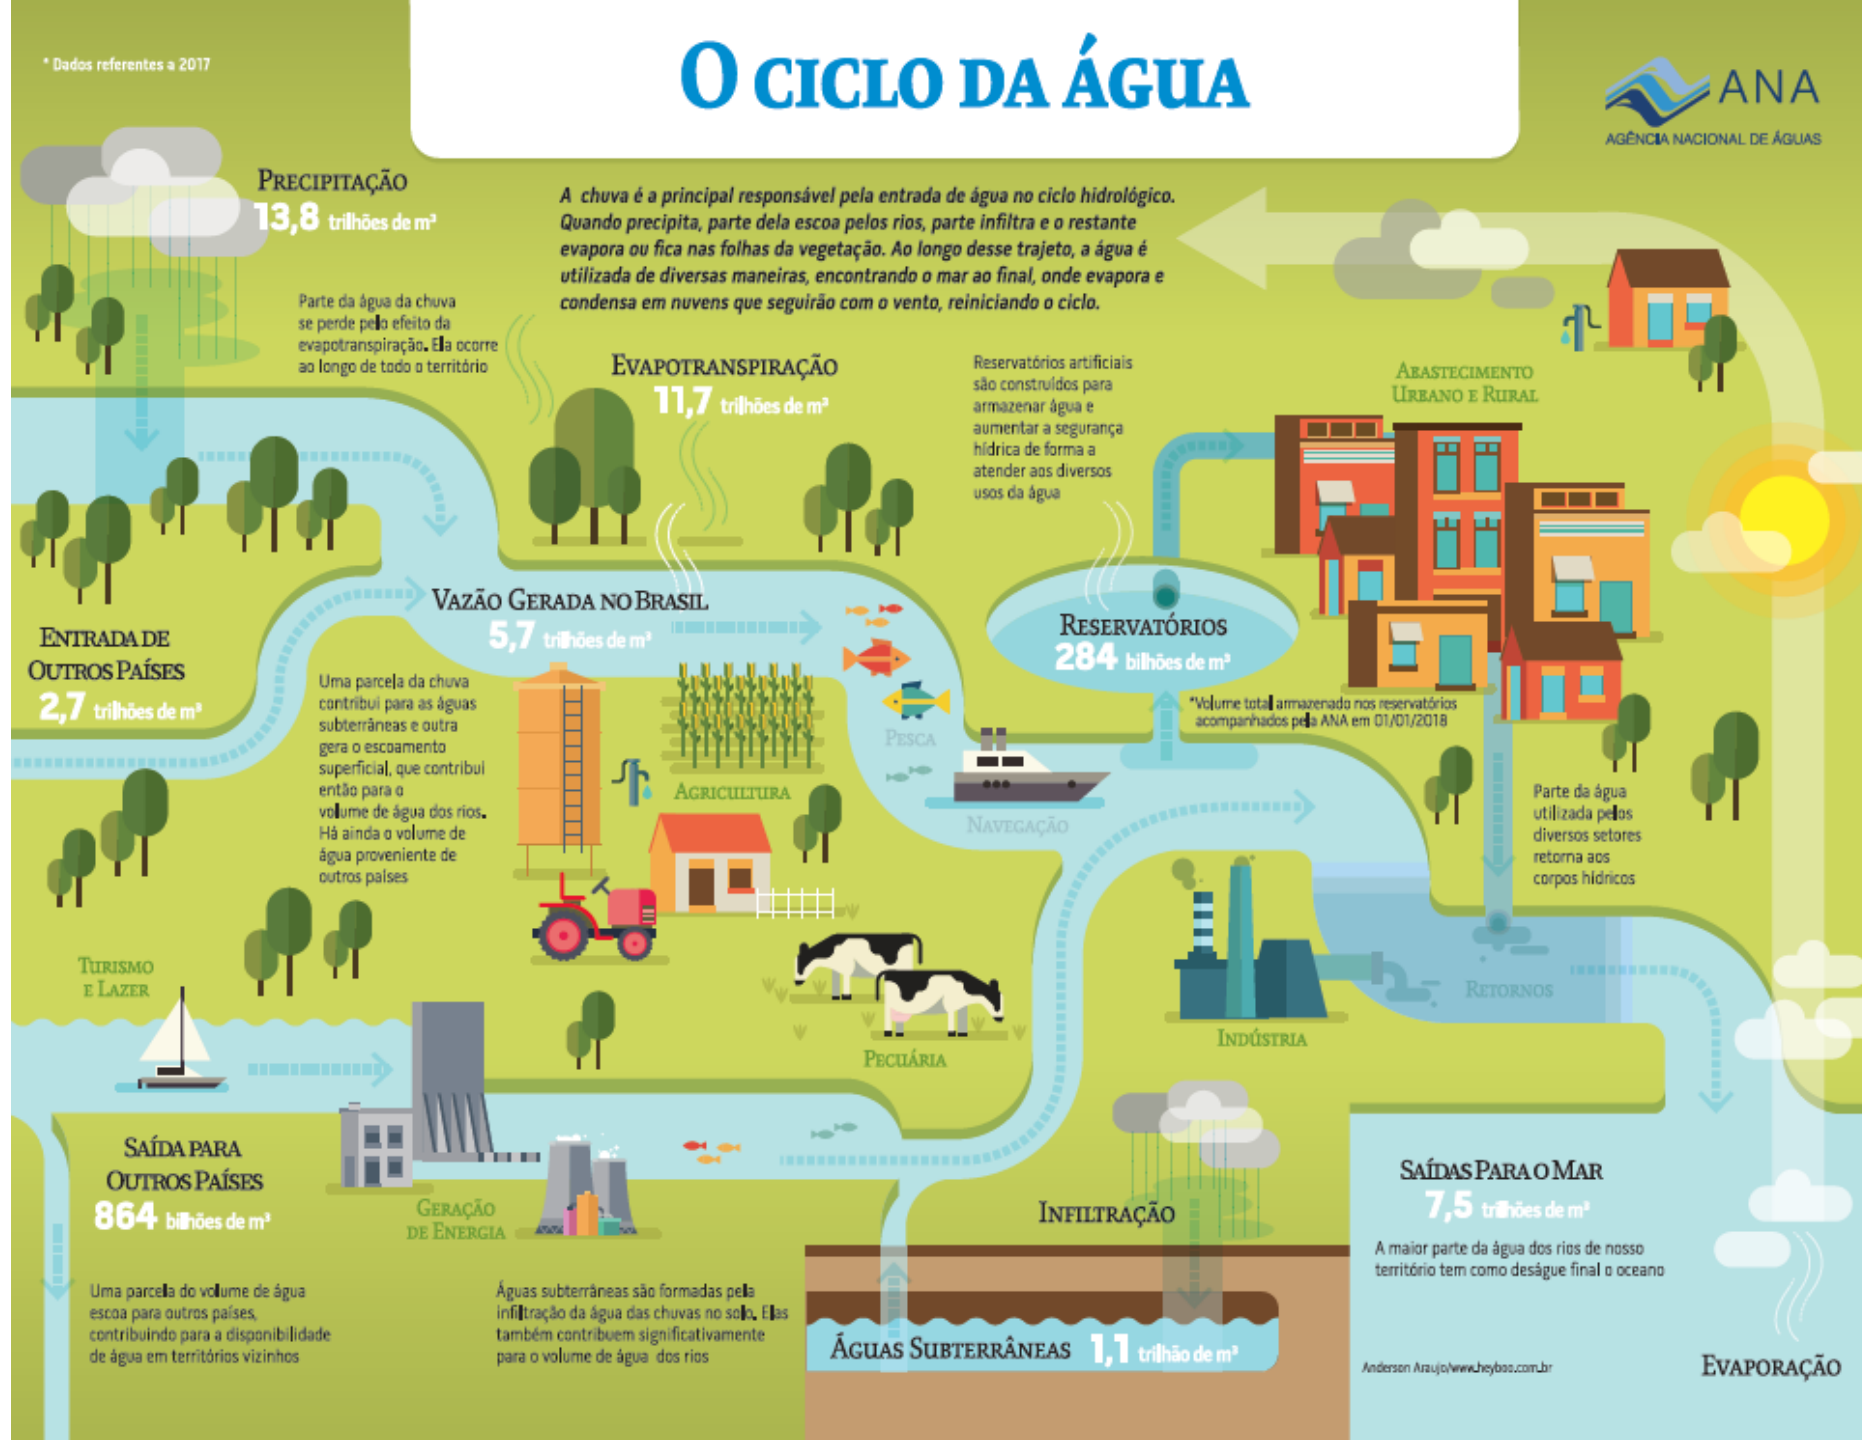 * Dados referentes a 2017
O CICLO DA ÁGUA
ANA
AGÊNCIA NACIONAL DE ÁGUAS
PRECIPITAÇÃO
13,8 trilhões de m³
A chuva é a principal responsável pela entrada de água no ciclo hidrológico.
Quando precipita, parte dela escoa pelos rios, parte infiltra e o restante
evapora ou fica nas folhas da vegetação. Ao longo desse trajeto, a água é
utilizada de diversas maneiras, encontrando o mar ao final, onde evapora e
condensa em nuvens que seguirão com o vento, reiniciando o ciclo.
Parte da água da chuva
se perde pelo efeito da
evapotranspiração. Ela ocorre
ao longo de todo o território
EVAPOTRANSPIRAÇÃO
11,7 trilhões de m³
Reservatórios artificiais
são construídos para
armazenar água e
aumentar a segurança
hídrica de forma a
atender aos diversos
usos da água
ABASTECIMENTO
URBANO E RURAL
VAZÃO GERADA NO BRASIL
5,7 trilhões de m³
ENTRADA DE
OUTROS PAÍSES
2,7 trilhões de m³
RESERVATÓRIOS
284 bilhões de m³
*Volume total armazenado nos reservatórios
acompanhados pela ANA em 01/01/2018
Uma parcela da chuva
contribui para as águas
subterrâneas e outra
gera o escoamento
superficial, que contribui
então para o
volume de água dos rios.
Há ainda o volume de
água proveniente de
outros países
AGRICULTURA
PESCA
NAVEGAÇÃO
Parte da água
utilizada pelos
diversos setores
retorna aos
corpos hídricos
TURISMO
E LAZER
PECUÁRIA
INDÚSTRIA
RETORNOS
SAÍDA PARA
OUTROS PAÍSES
864 bilhões de m³
GERAÇÃO
DE ENERGIA
INFILTRAÇÃO
SAÍDAS PARA O MAR
7,5 trilhões de m³
A maior parte da água dos rios de nosso
território tem como deságue final o oceano
Uma parcela do volume de água
escoa para outros países,
contribuindo para a disponibilidade
de água em territórios vizinhos
Águas subterrâneas são formadas pela
infiltração da água das chuvas no solo. Elas
também contribuem significativamente
para o volume de água dos rios
ÁGUAS SUBTERRÂNEAS 1,1 trilhão de m³
Anderson Araujo/www.heyboo.com.br
EVAPORAÇÃO